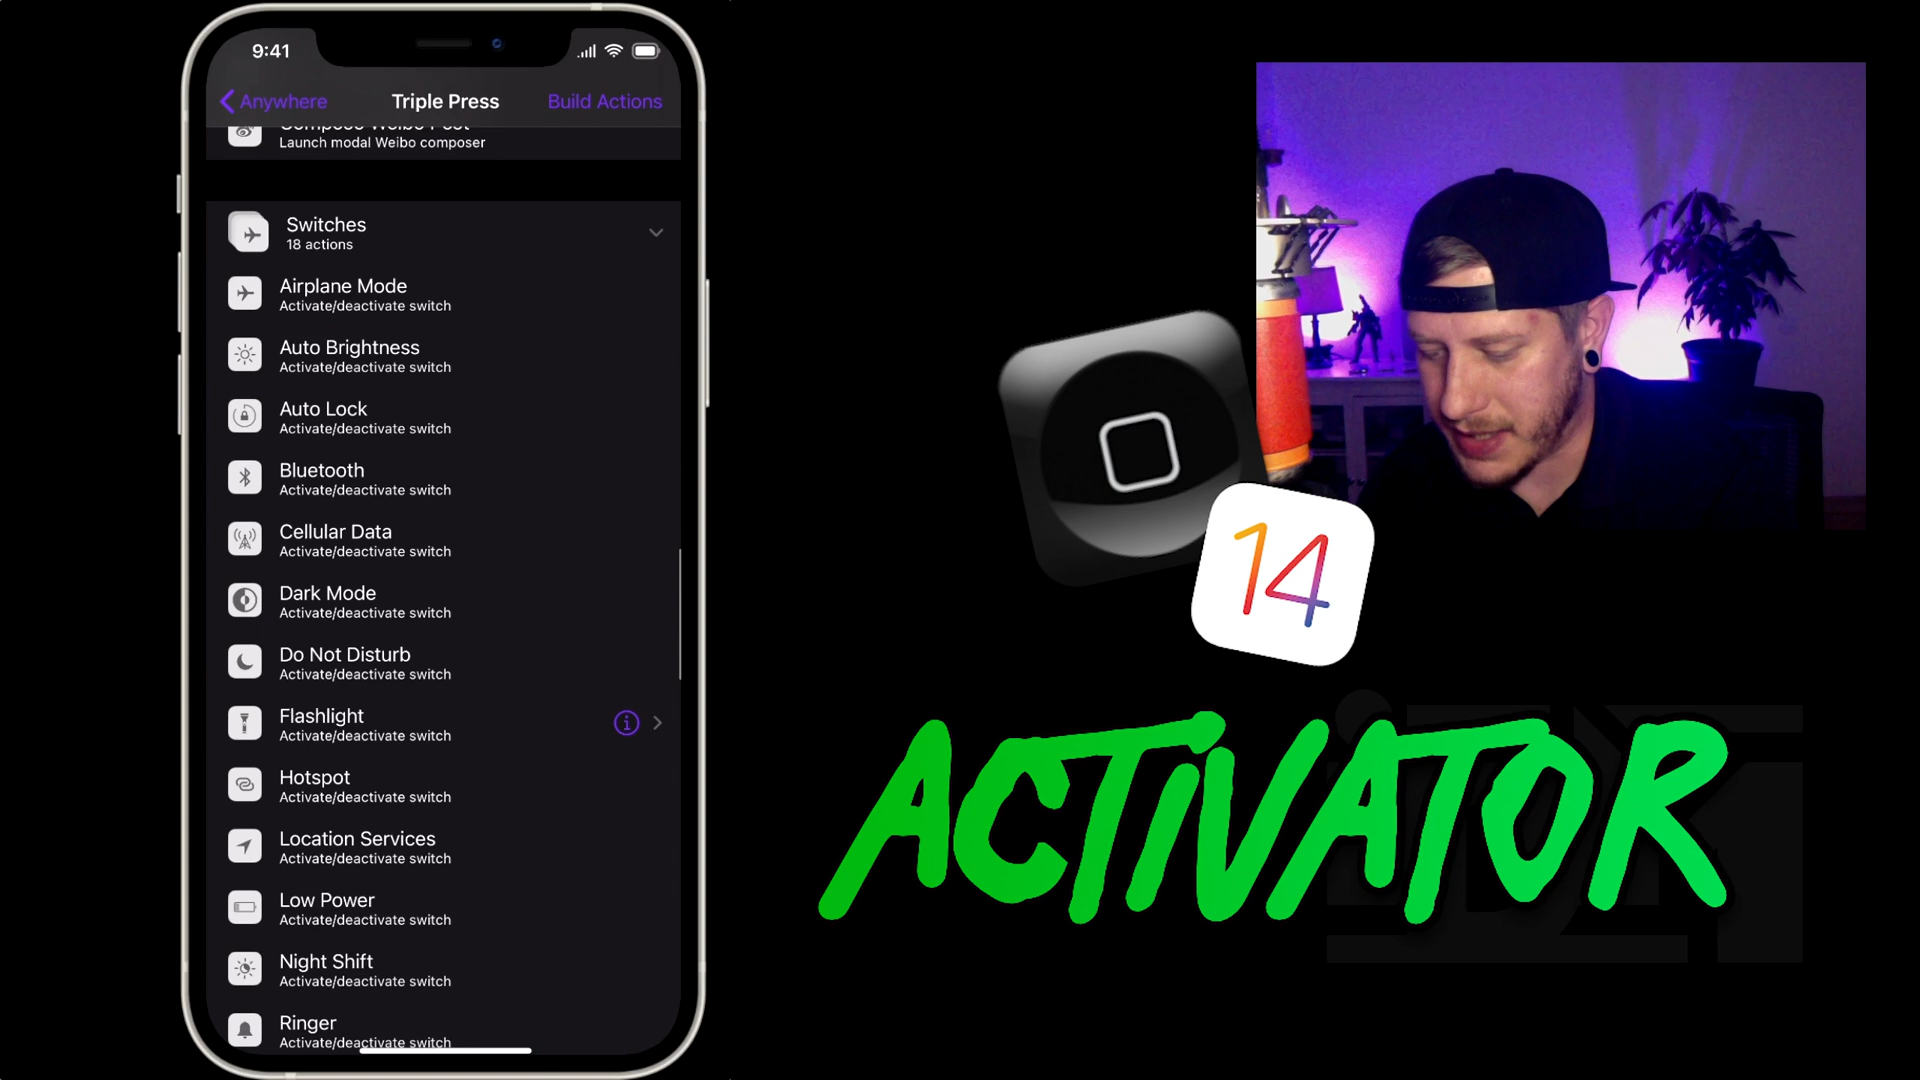 9:41
Anywhere
Triple Press
Build Actions
Compose Weibo Post
Launch modal Weibo composer
Switches
18 actions
Airplane Mode
Activate/deactivate switch
Auto Brightness
Activate/deactivate switch
Auto Lock
Activate/deactivate switch
Bluetooth
Activate/deactivate switch
Cellular Data
Activate/deactivate switch
Dark Mode
Activate/deactivate switch
Do Not Disturb
Activate/deactivate switch
Flashlight
Activate/deactivate switch
Hotspot
Activate/deactivate switch
Location Services
Activate/deactivate switch
Low Power
Activate/deactivate switch
Night Shift
Activate/deactivate switch
Ringer
Activate/deactivate switch
14
ACTIVATOR